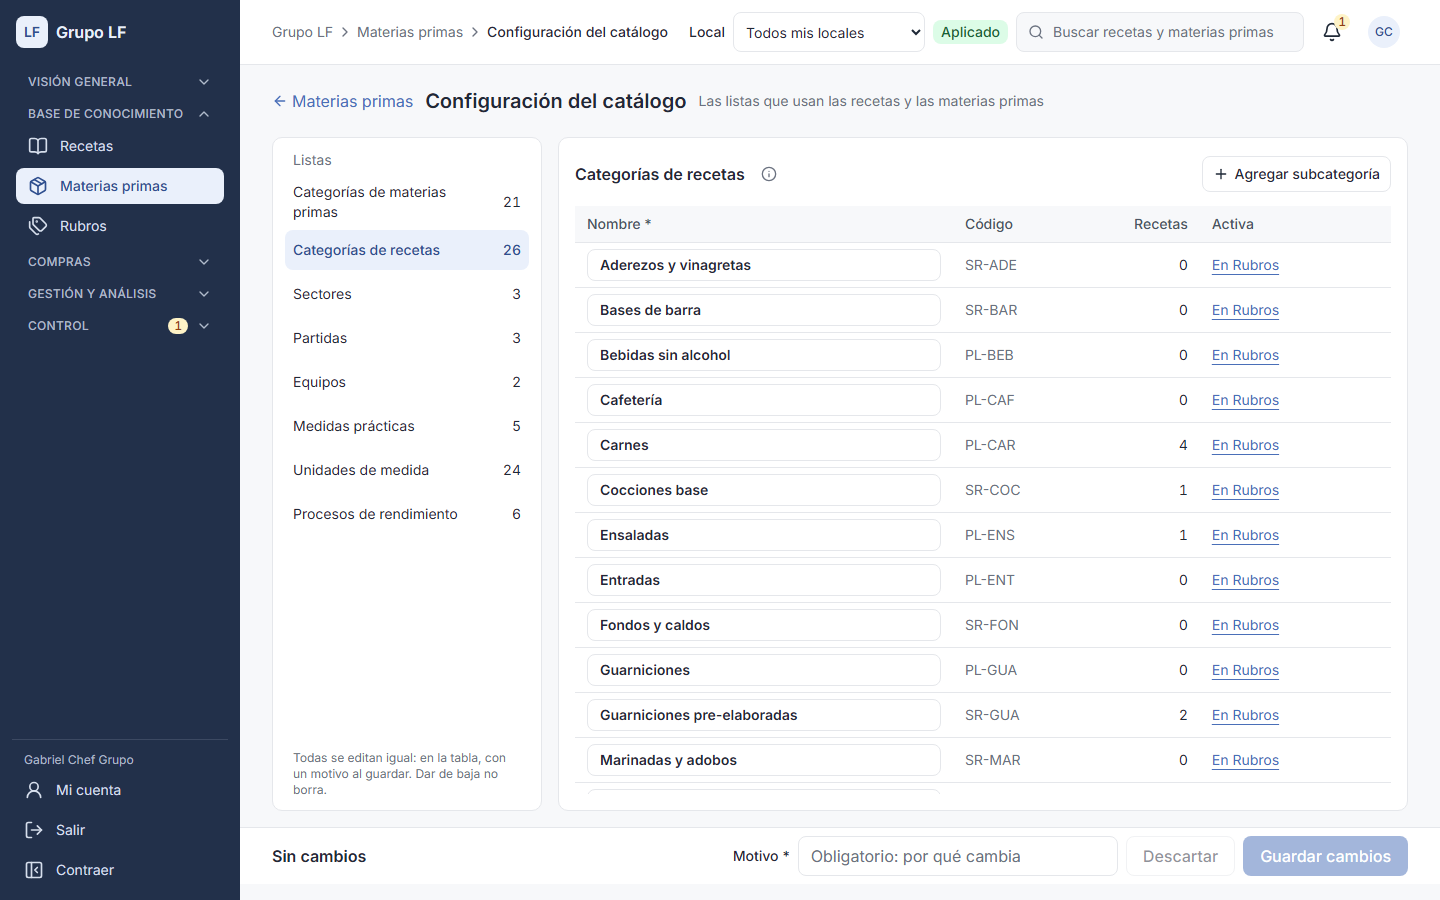 LF Grupo LF
VISIÓN GENERAL
BASE DE CONOCIMIENTO
Recetas
Materias primas
Rubros
COMPRAS
GESTIÓN Y ANÁLISIS
CONTROL 1
Gabriel Chef Grupo
Mi cuenta
Salir
Contraer
Grupo LF Materias primas Configuración del catálogo Local Todos mis locales Aplicado Buscar recetas y materias primas 1 GC
Materias primas Configuración del catálogo Las listas que usan las recetas y las materias primas
Listas
Categorías de materias
primas 21
Categorías de recetas 26
Sectores 3
Partidas 3
Equipos 2
Medidas prácticas 5
Unidades de medida 24
Procesos de rendimiento 6
Todas se editan igual: en la tabla, con
un motivo al guardar. Dar de baja no
borra.
Categorías de recetas Agregar subcategoría
Nombre * Código Recetas Activa
Aderezos y vinagretas SR-ADE 0 En Rubros
Bases de barra SR-BAR 0 En Rubros
Bebidas sin alcohol PL-BEB 0 En Rubros
Cafetería PL-CAF 0 En Rubros
Carnes PL-CAR 4 En Rubros
Cocciones base SR-COC 1 En Rubros
Ensaladas PL-ENS 1 En Rubros
Entradas PL-ENT 0 En Rubros
Fondos y caldos SR-FON 0 En Rubros
Guarniciones PL-GUA 0 En Rubros
Guarniciones pre-elaboradas SR-GUA 2 En Rubros
Marinadas y adobos SR-MAR 0 En Rubros
Sin cambios Motivo * Obligatorio: por qué cambia Descartar Guardar cambios